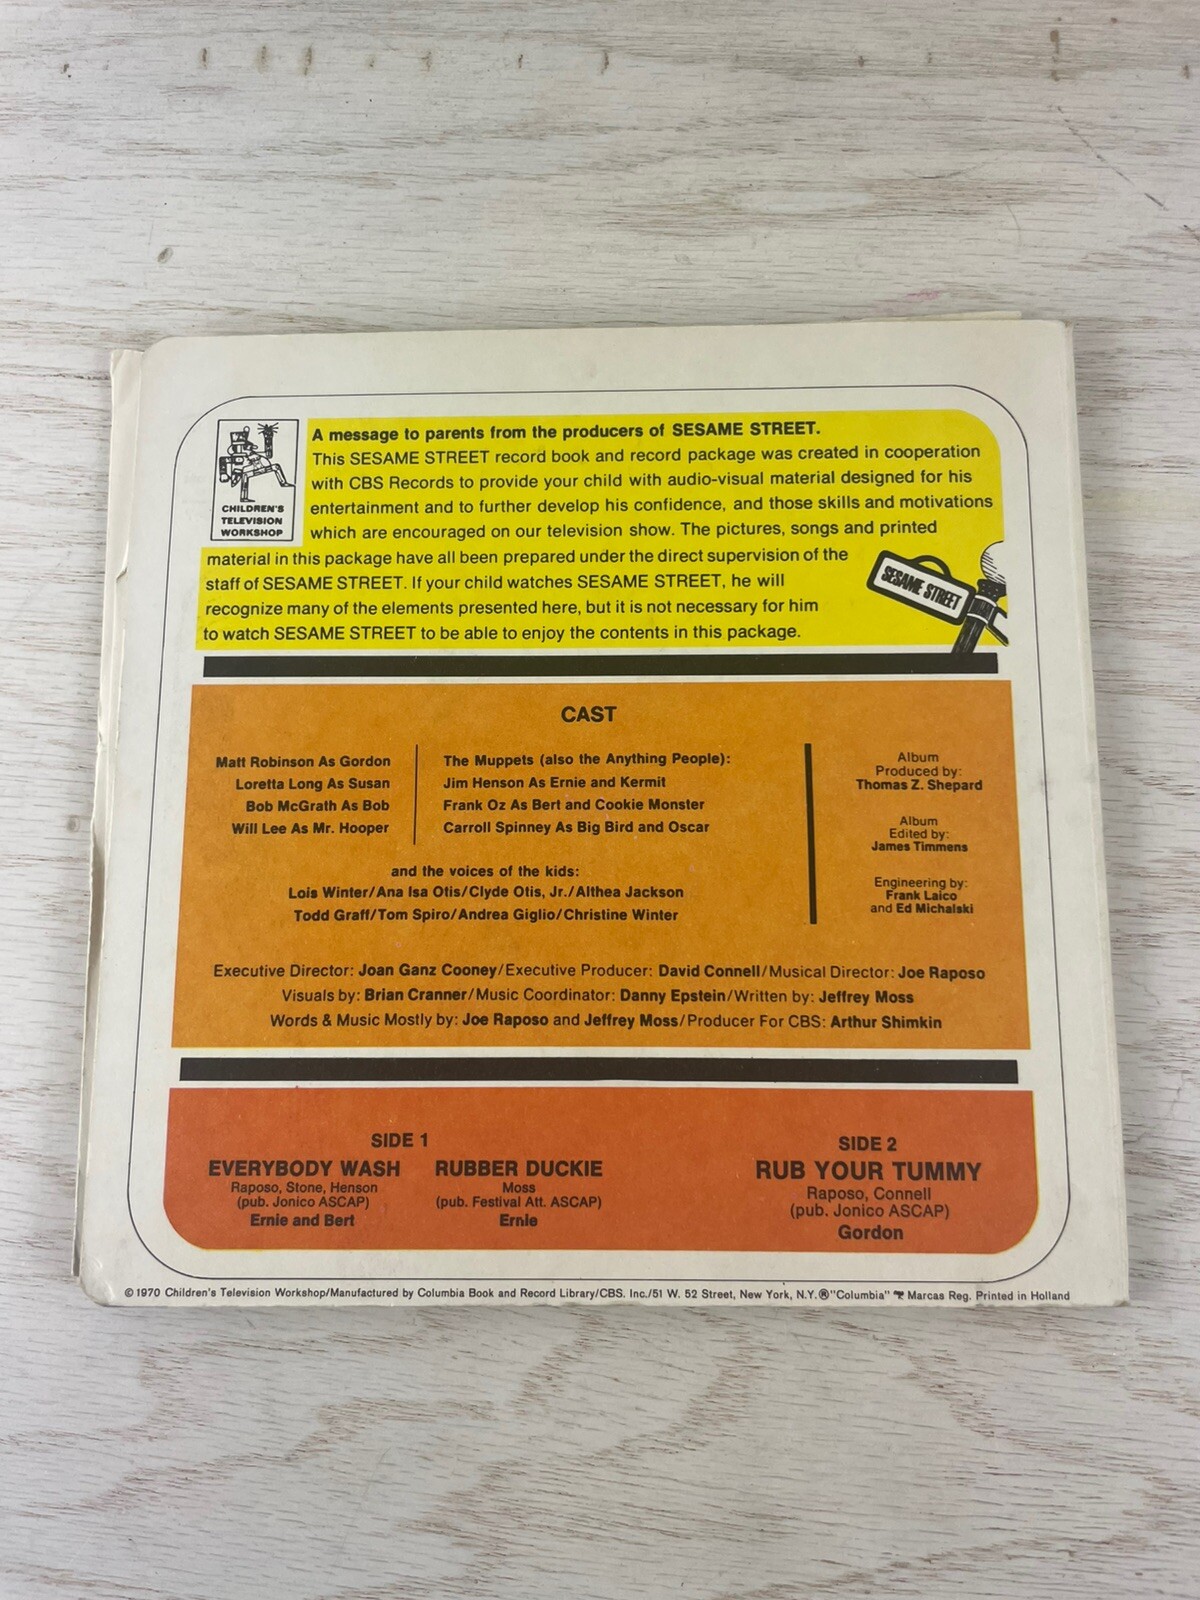 CHILDREN'S
TELEVISION
WORKSHOP
A message to parents from the producers of SESAME STREET.
This SESAME STREET record book and record package was created in cooperation
with CBS Records to provide your child with audio-visual material designed for his
entertainment and to further develop his confidence, and those skills and motivations
which are encouraged on our television show. The pictures, songs and printed
material in this package have all been prepared under the direct supervision of the
staff of SESAME STREET. If your child watches SESAME STREET, he will
recognize many of the elements presented here, but it is not necessary for him
to watch SESAME STREET to be able to enjoy the contents in this package.
SESAME STREET
CAST
Matt Robinson As Gordon
Loretta Long As Susan
Bob McGrath As Bob
Will Lee As Mr. Hooper
The Muppets (also the Anything People):
Jim Henson As Ernie and Kermit
Frank Oz As Bert and Cookie Monster
Carroll Spinney As Big Bird and Oscar
and the voices of the kids:
Lois Winter/Ana Isa Otis/Clyde Otis, Jr./Althea Jackson
Todd Graff/Tom Spiro/Andrea Giglio/Christine Winter
Album
Produced by:
Thomas Z. Shepard
Album
Edited by:
James Timmens
Engineering by:
Frank Laico
and Ed Michalski
Executive Director: Joan Ganz Cooney/Executive Producer: David Connell/Musical Director: Joe Raposo
Visuals by: Brian Cranner/Music Coordinator: Danny Epstein/Written by: Jeffrey Moss
Words & Music Mostly by: Joe Raposo and Jeffrey Moss/Producer For CBS: Arthur Shimkin
SIDE 1
EVERYBODY WASH
Raposo, Stone, Henson
(pub. Jonico ASCAP)
Ernie and Bert
RUBBER DUCKIE
Moss
(pub. Festival Att. ASCAP)
Ernie
SIDE 2
RUB YOUR TUMMY
Raposo, Connell
(pub. Jonico ASCAP)
Gordon
© 1970 Children's Television Workshop/Manufactured by Columbia Book and Record Library/CBS. Inc./51 W. 52 Street, New York, N.Y.® "Columbia" Marcas Reg. Printed in Holland